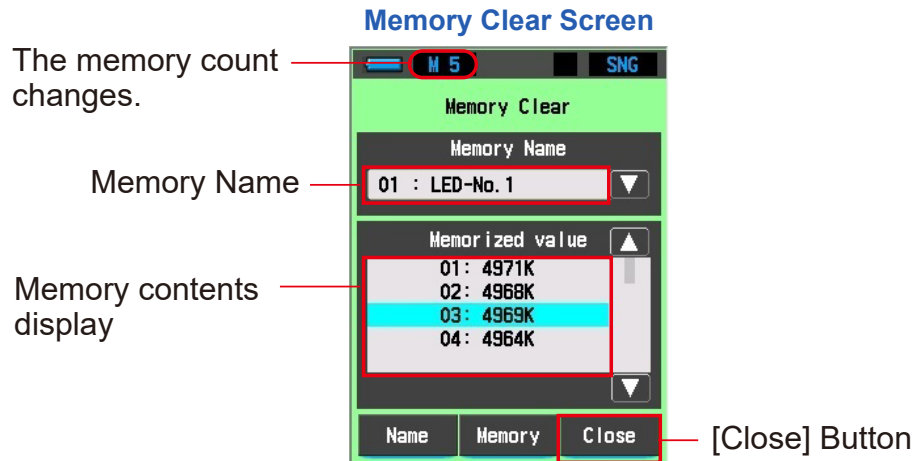 Memory Clear Screen
The memory count
changes.
M 5
SNG
Memory Clear
Memory Name
Memory Name
01 : LED-No. 1
Memorized value
Memory contents
display
01: 4971K
02: 4968K
03: 4969K
04: 4964K
Name
Memory
Close
[Close] Button